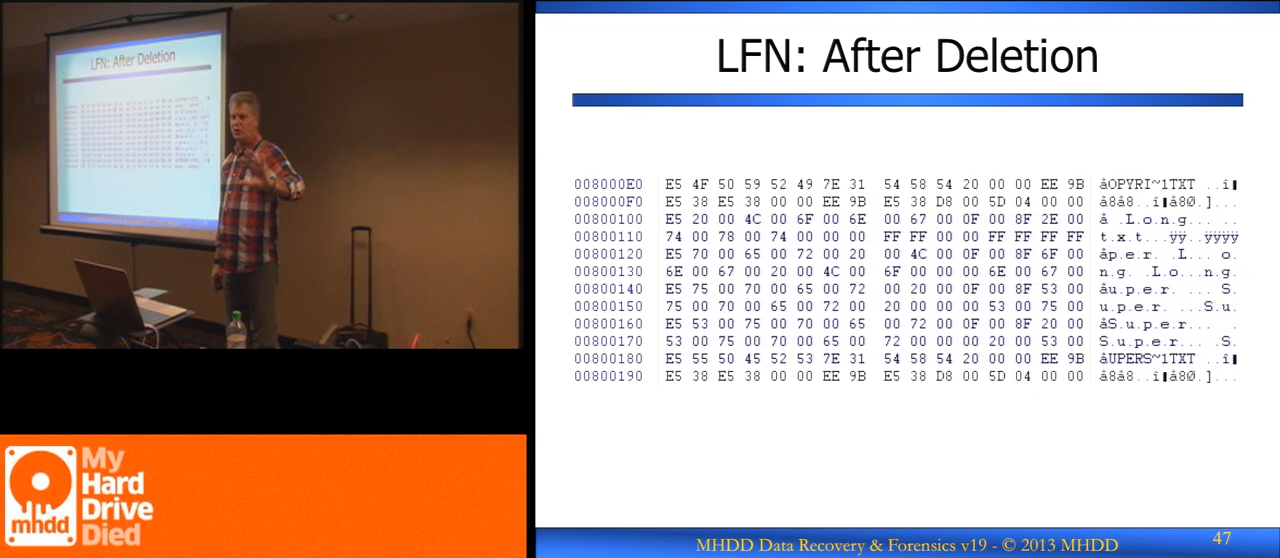 LFN: After Deletion
LFN: After Deletion
008000E0 E5 4F 50 59 52 49 7E 31 54 58 54 20 00 00 EE 9B åOPYRI~1TXT ..î▮
008000F0 E5 38 E5 38 00 00 EE 9B E5 38 D8 00 5D 04 00 00 å8å8..î▮å8Ø.]...
00800100 E5 20 00 4C 00 6F 00 6E 00 67 00 0F 00 8F 2E 00 å .L.o.n.g... ..
00800110 74 00 78 00 74 00 00 00 FF FF 00 00 FF FF FF FF t.x.t...ÿÿ..ÿÿÿÿ
00800120 E5 70 00 65 00 72 00 20 00 4C 00 0F 00 8F 6F 00 åp.e.r. .L... o.
00800130 6E 00 67 00 20 00 4C 00 6F 00 00 00 6E 00 67 00 n.g. .L.o...n.g.
00800140 E5 75 00 70 00 65 00 72 00 20 00 0F 00 8F 53 00 åu.p.e.r. ... S.
00800150 75 00 70 00 65 00 72 00 20 00 00 00 53 00 75 00 u.p.e.r. ...S.u.
00800160 E5 53 00 75 00 70 00 65 00 72 00 0F 00 8F 20 00 åS.u.p.e.r... .
00800170 53 00 75 00 70 00 65 00 72 00 00 00 20 00 53 00 S.u.p.e.r... .S.
00800180 E5 55 50 45 52 53 7E 31 54 58 54 20 00 00 EE 9B åUPERS~1TXT ..î▮
00800190 E5 38 E5 38 00 00 EE 9B E5 38 D8 00 5D 04 00 00 å8å8..î▮å8Ø.]...
mhdd
My
Hard
Drive
Died
MHDD Data Recovery & Forensics v19 - © 2013 MHDD
47